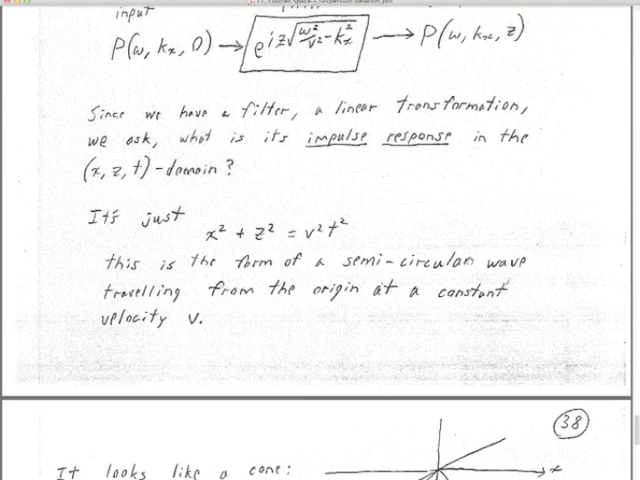 input
P(ω, kx, 0) → e^{iz√(ω²/v² - kx²)} → P(ω, kx, z)
Since we have a filter, a linear transformation,
we ask, what is its impulse response in the
(x, z, t)-domain?
It's just
x² + z² = v²t²
this is the form of a semi-circular wave
travelling from the origin at a constant
velocity v.
38
It looks like a cone:
x